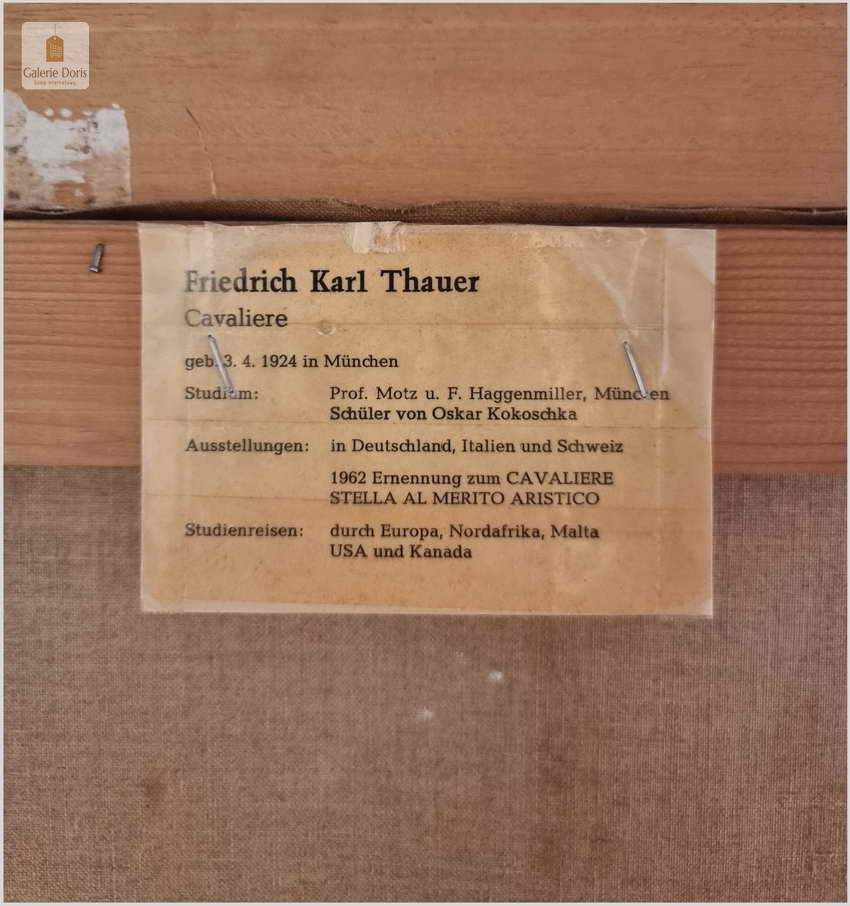 Galerie Doris
Friedrich Karl Thauer
Cavaliere
geb. 3. 4. 1924 in München
Studium: Prof. Motz u. F. Haggenmiller, München
Schüler von Oskar Kokoschka
Ausstellungen: in Deutschland, Italien und Schweiz
1962 Ernennung zum CAVALIERE
STELLA AL MERITO ARISTICO
Studienreisen: durch Europa, Nordafrika, Malta
USA und Kanada